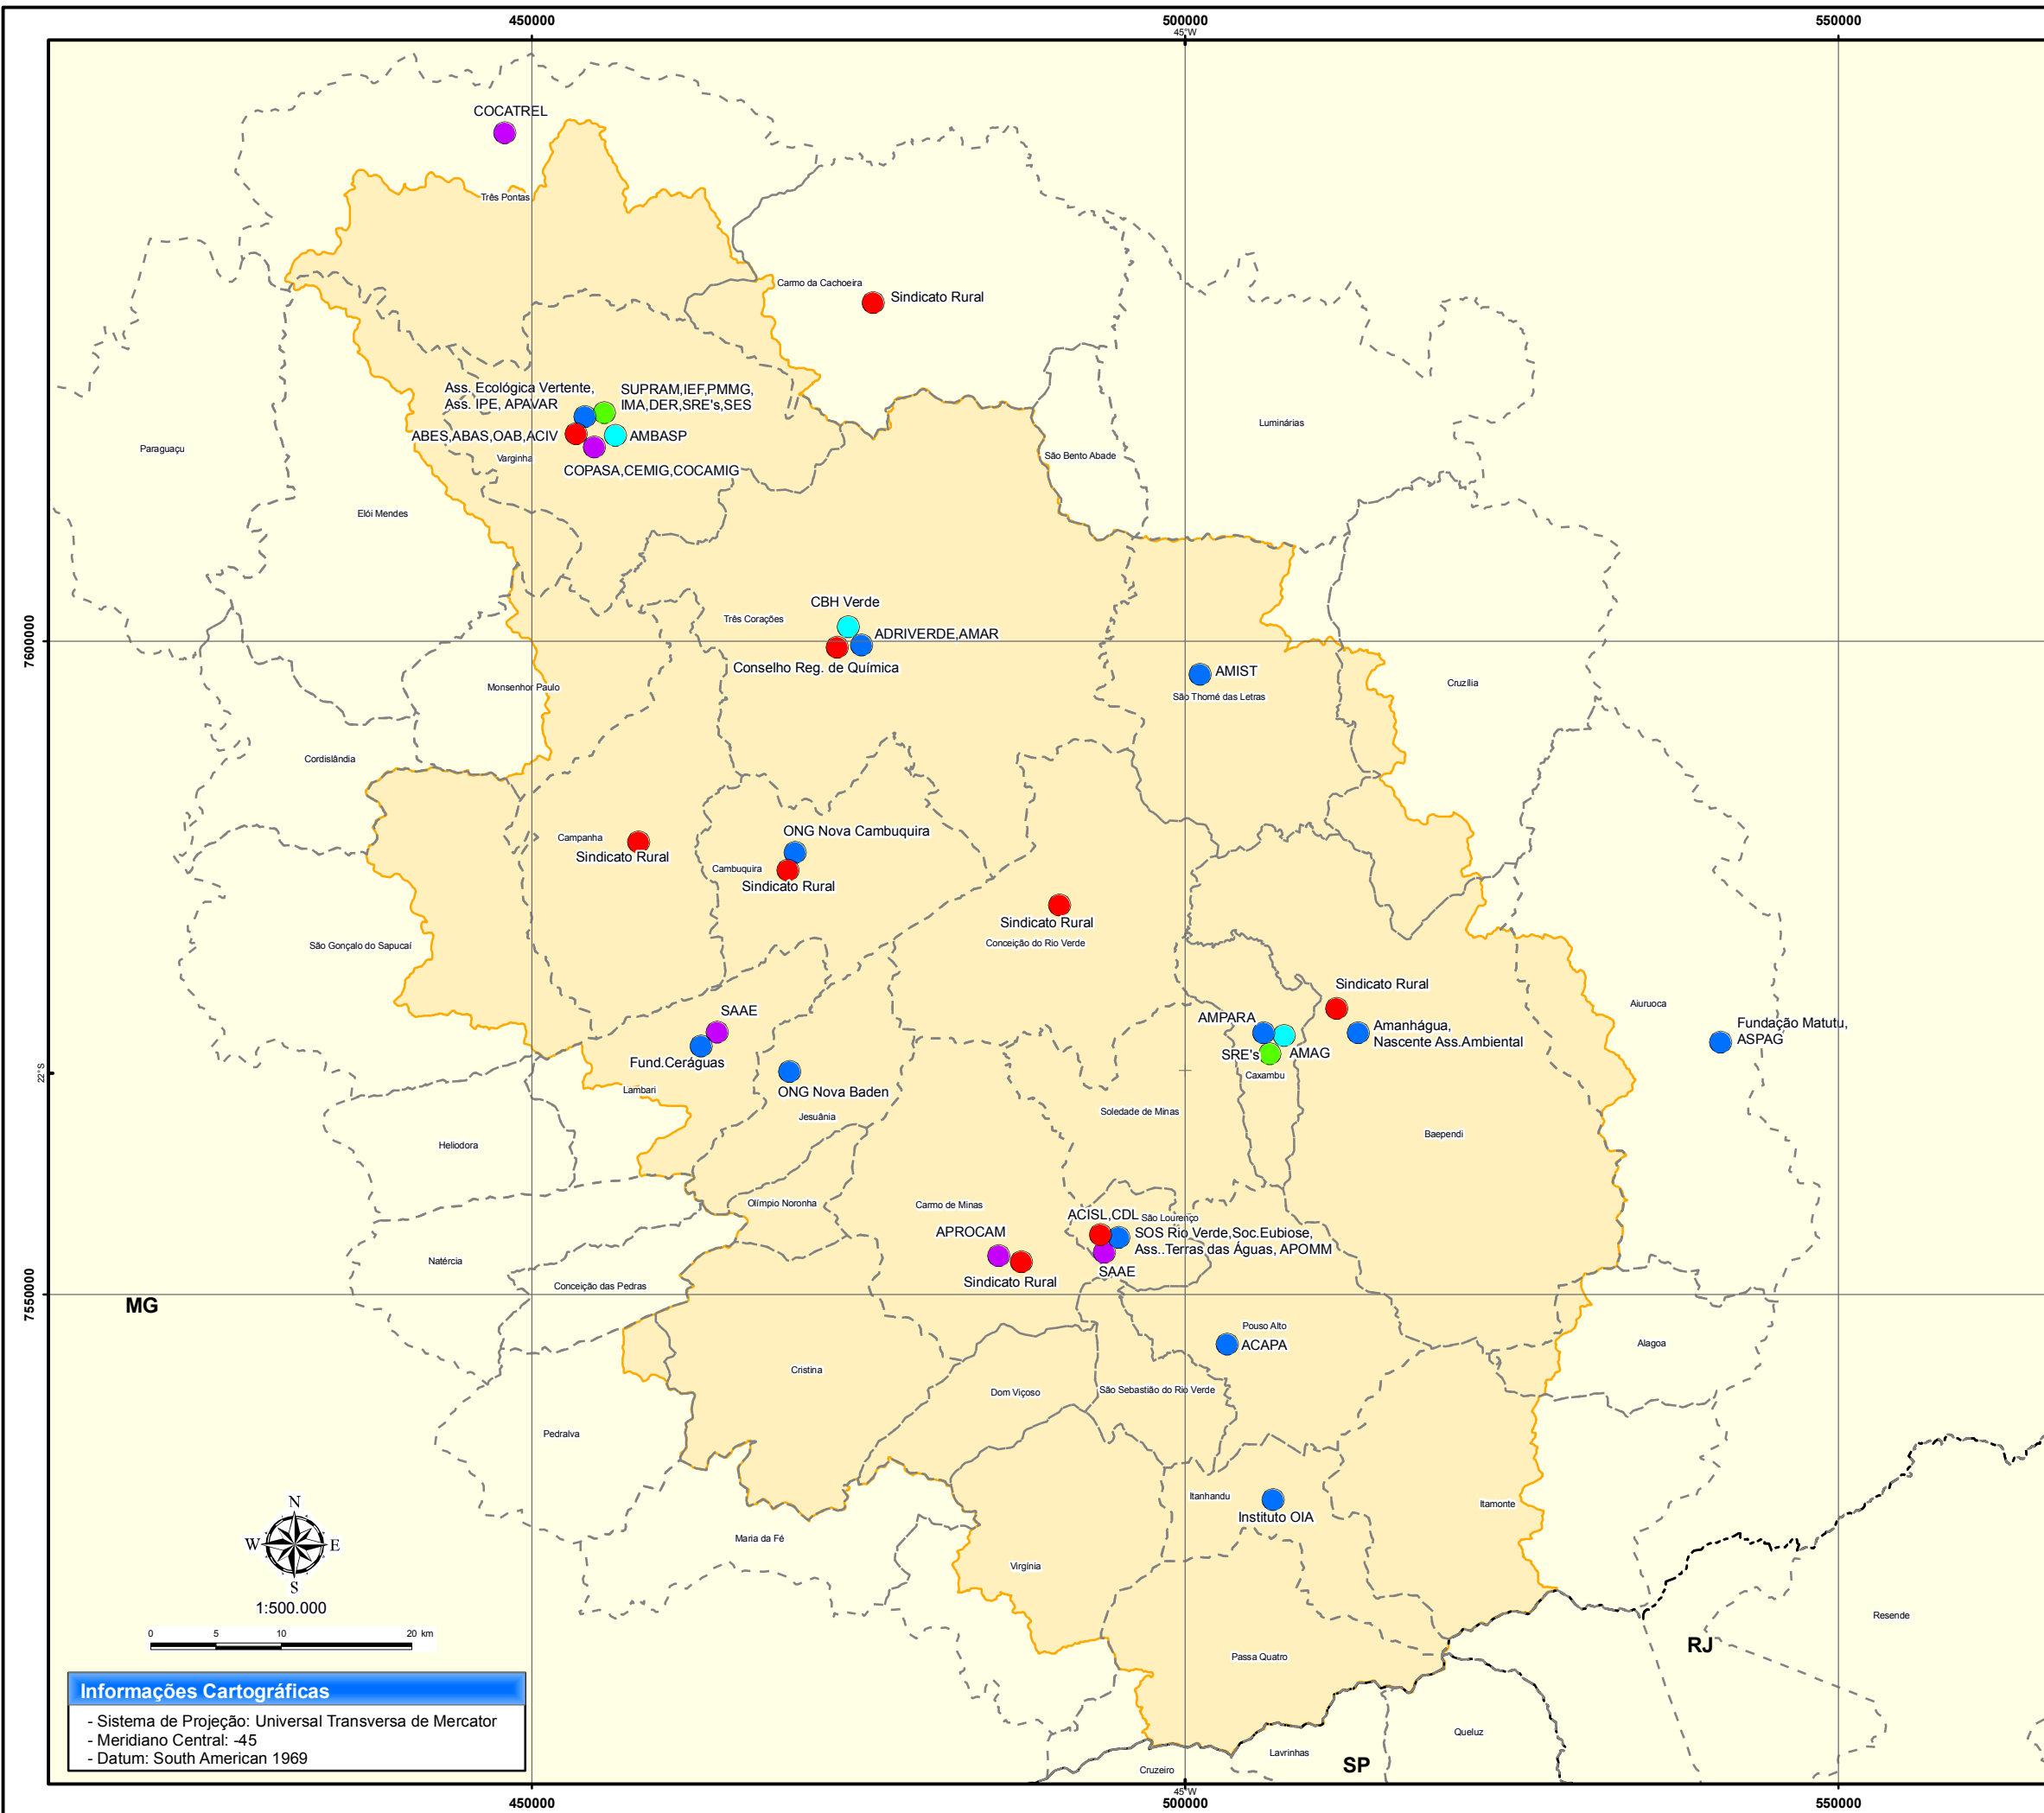 450000
500000
550000
45°W
COCATREL
Três Pontas
Carmo da Cachoeira
Sindicato Rural
Ass. Ecológica Vertente,
Ass. IPE, APAVAR
SUPRAM,IEF,PMMG,
IMA,DER,SRE's,SES
ABES,ABAS,OAB,ACIV
AMBASP
Varginha
COPASA,CEMIG,COCAMIG
Luminárias
Paraguaçu
São Bento Abade
Elói Mendes
CBH Verde
Três Corações
ADRIVERDE,AMAR
7600000
Conselho Reg. de Química
AMIST
São Thomé das Letras
Monsenhor Paulo
Cruzília
Cordislândia
ONG Nova Cambuquira
Campanha
Sindicato Rural
Cambuquira
Sindicato Rural
Sindicato Rural
Conceição do Rio Verde
São Gonçalo do Sapucaí
Sindicato Rural
Aiuruoca
SAAE
AMPARA
Amanhágua,
Nascente Ass.Ambiental
Fundação Matutu,
ASPAG
SRE's
AMAG
Fund.Ceráguas
22°S
Caxambu
Lambari
ONG Nova Baden
Jesuânia
Soledade de Minas
Baependi
Heliodora
Olímpio Noronha
Carmo de Minas
ACISL,CDL
São Lourenço
APROCAM
SOS Rio Verde,Soc.Eubiose,
Ass..Terras das Águas, APOMM
Natércia
SAAE
Sindicato Rural
Conceição das Pedras
7550000
MG
Pouso Alto
ACAPA
Alagoa
Cristina
Dom Viçoso
São Sebastião do Rio Verde
Pedralva
Itanhandu
Itamonte
Instituto OIA
Maria da Fé
Virgínia
N
W
E
S
1:500.000
0 5 10 20 km
Resende
RJ
Passa Quatro
Informações Cartográficas
- Sistema de Projeção: Universal Transversa de Mercator
- Meridiano Central: -45
- Datum: South American 1969
Queluz
Lavrinhas
SP
Cruzeiro
45°W
450000
500000
550000